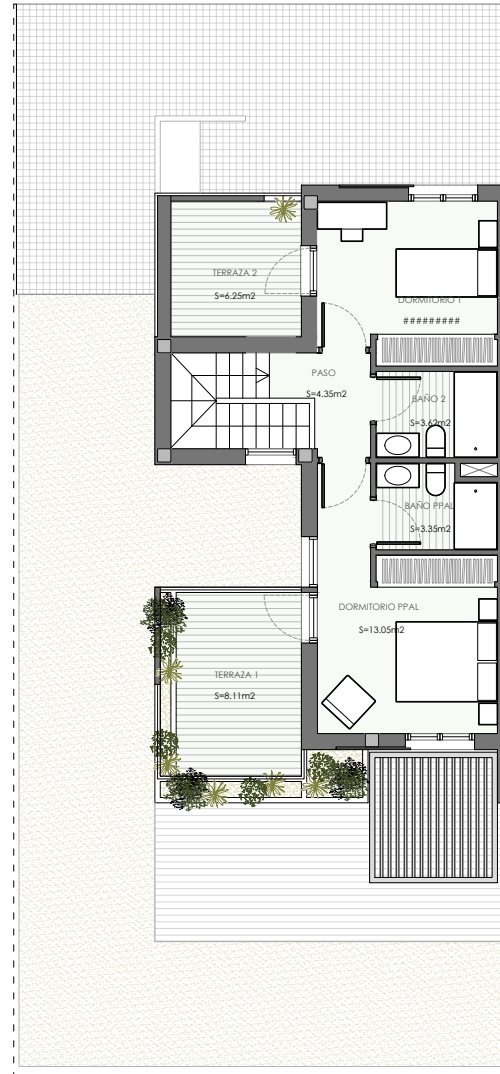 TERRAZA 2
S=6.25m2
DORMITORIO 1
#########
PASO
S=4.35m2
BAÑO 2
S=3.62m2
BAÑO PPAL
S=3.35m2
DORMITORIO PPAL
S=13.05m2
TERRAZA 1
S=8.11m2